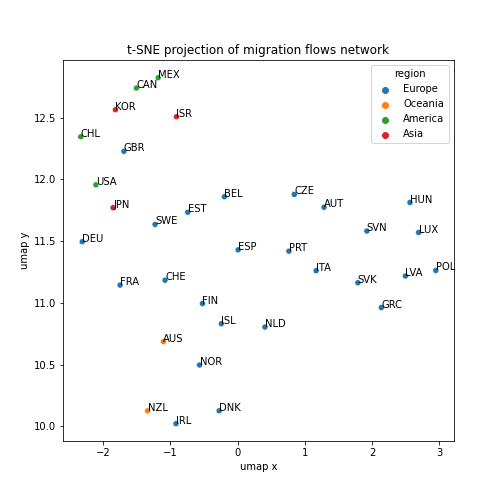 t-SNE projection of migration flows network
region
Europe
Oceania
America
Asia
MEX
CAN
KOR
ISR
CHL
GBR
USA
JPN
BEL
CZE
AUT
HUN
EST
SWE
SVN
LUX
DEU
ESP
PRT
ITA
POL
LVA
FRA
CHE
SVK
FIN
GRC
ISL
NLD
AUS
NOR
NZL
DNK
IRL
12.5
12.0
11.5
11.0
10.5
10.0
umap y
−2
−1
0
1
2
3
umap x